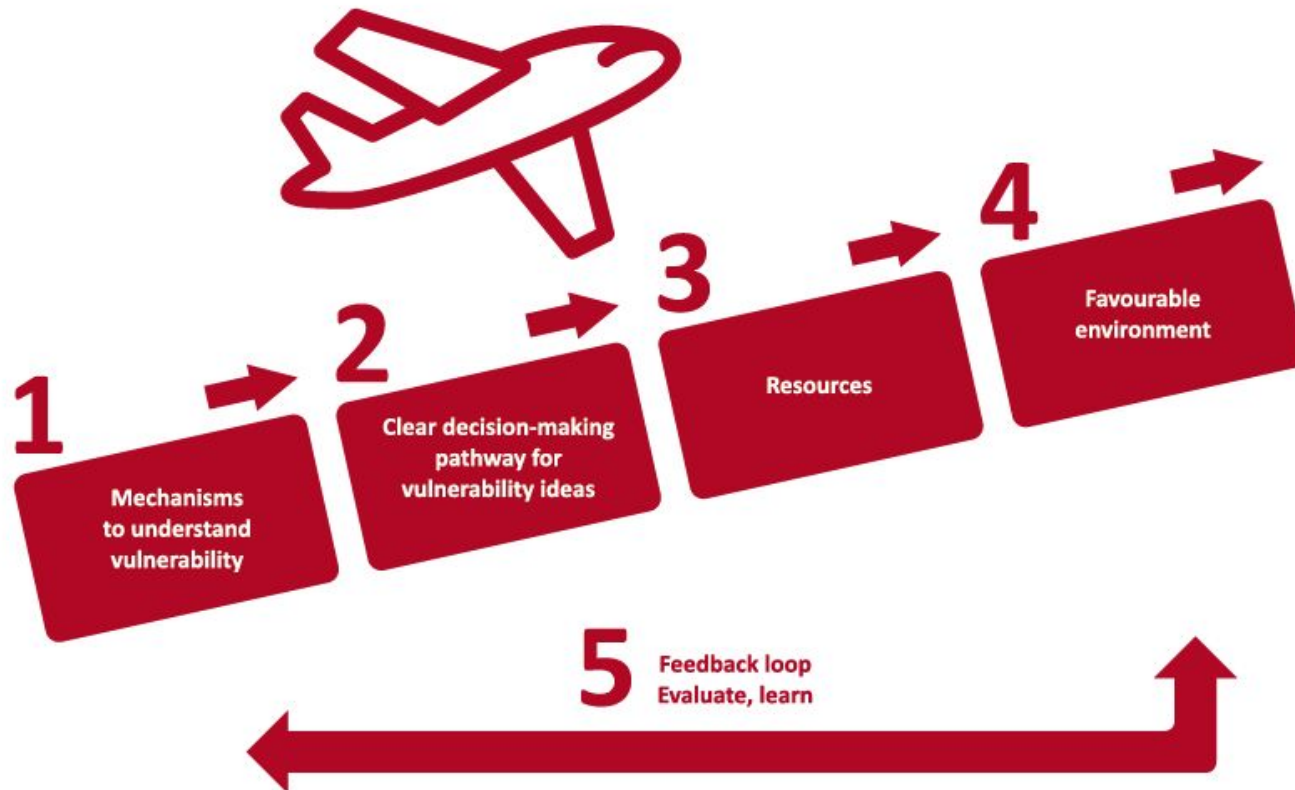 1
Mechanisms
to understand
vulnerability
2
Clear decision-making
pathway for
vulnerability ideas
3
Resources
4
Favourable
environment
5
Feedback loop
Evaluate, learn